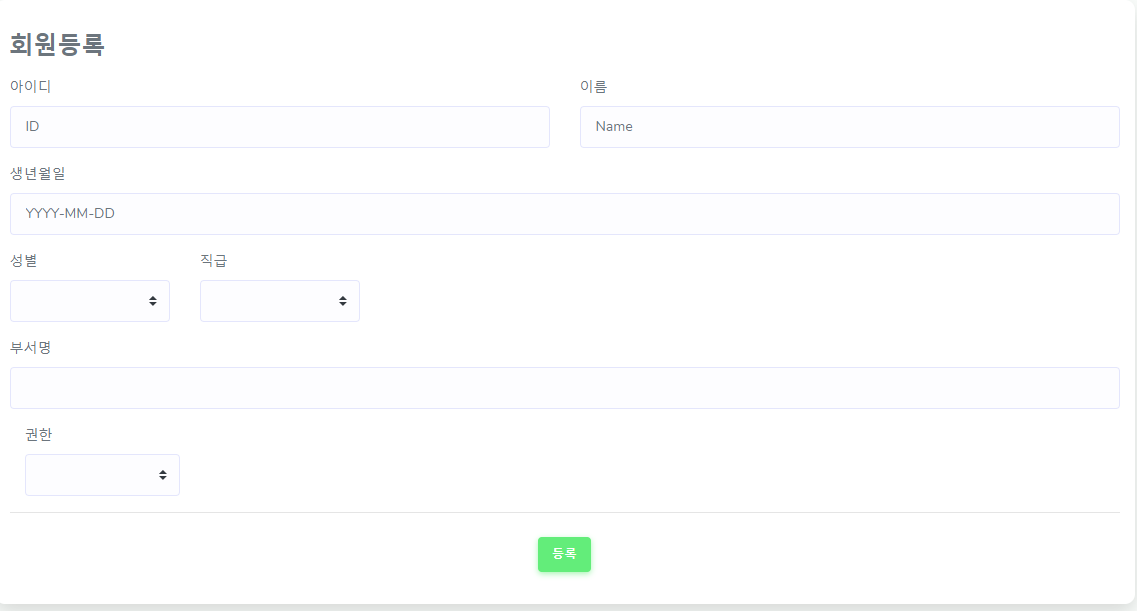 회원등록
아이디 이름
ID Name
생년월일
YYYY-MM-DD
성별 직급
부서명
권한
등록